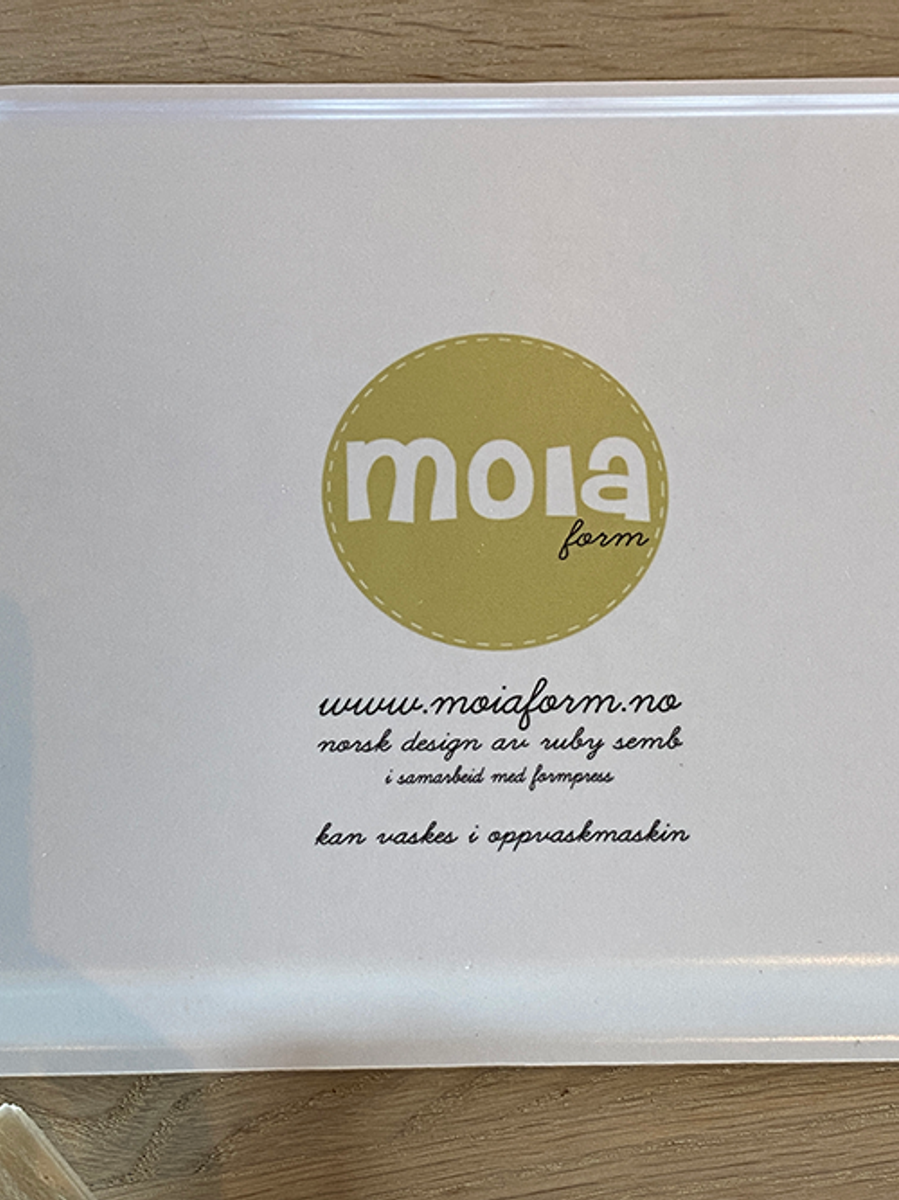 moia
form
www.moiaform.no
norsk design av ruby semb
i samarbeid med formpress
kan vaskes i oppvaskmaskin